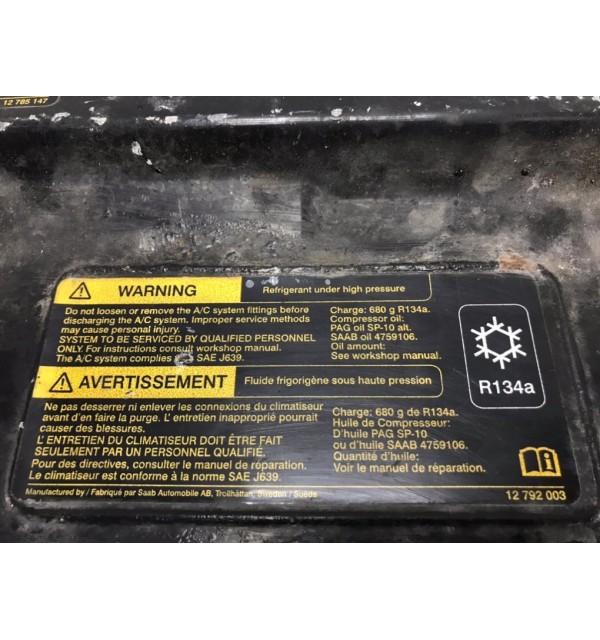 12 785 147
WARNING
Refrigerant under high pressure
Do not loosen or remove the A/C system fittings before
discharging the A/C system. Improper service methods
may cause personal injury.
SYSTEM TO BE SERVICED BY QUALIFIED PERSONNEL
ONLY. For instructions consult workshop manual.
The A/C system complies SAE J639.
Charge: 680 g R134a.
Compressor oil:
PAG oil SP-10 alt.
SAAB oil 4759106.
Oil amount:
See workshop manual.
R134a
AVERTISSEMENT
Fluide frigorigène sous haute pression
Ne pas desserrer ni enlever les connexions du climatiseur
avant d'en faire la purge. L' entretien inapproprié pourrait
causer des blessures.
L' ENTRETIEN DU CLIMATISEUR DOIT ÊTRE FAIT
SEULEMENT PAR UN PERSONNEL QUALIFIÉ.
Pour des directives, consulter le manuel de réparation.
Le climatiseur est conforme à la norme SAE J639.
Charge: 680 g de R134a.
Huile de Compresseur:
D'huile PAG SP-10
ou d'huile SAAB 4759106.
Quantité d'huile:
Voir le manuel de réparation.
Manufactured by / Fabriqué par Saab Automobile AB, Trollhättan, Sweden / Suède
12 792 003